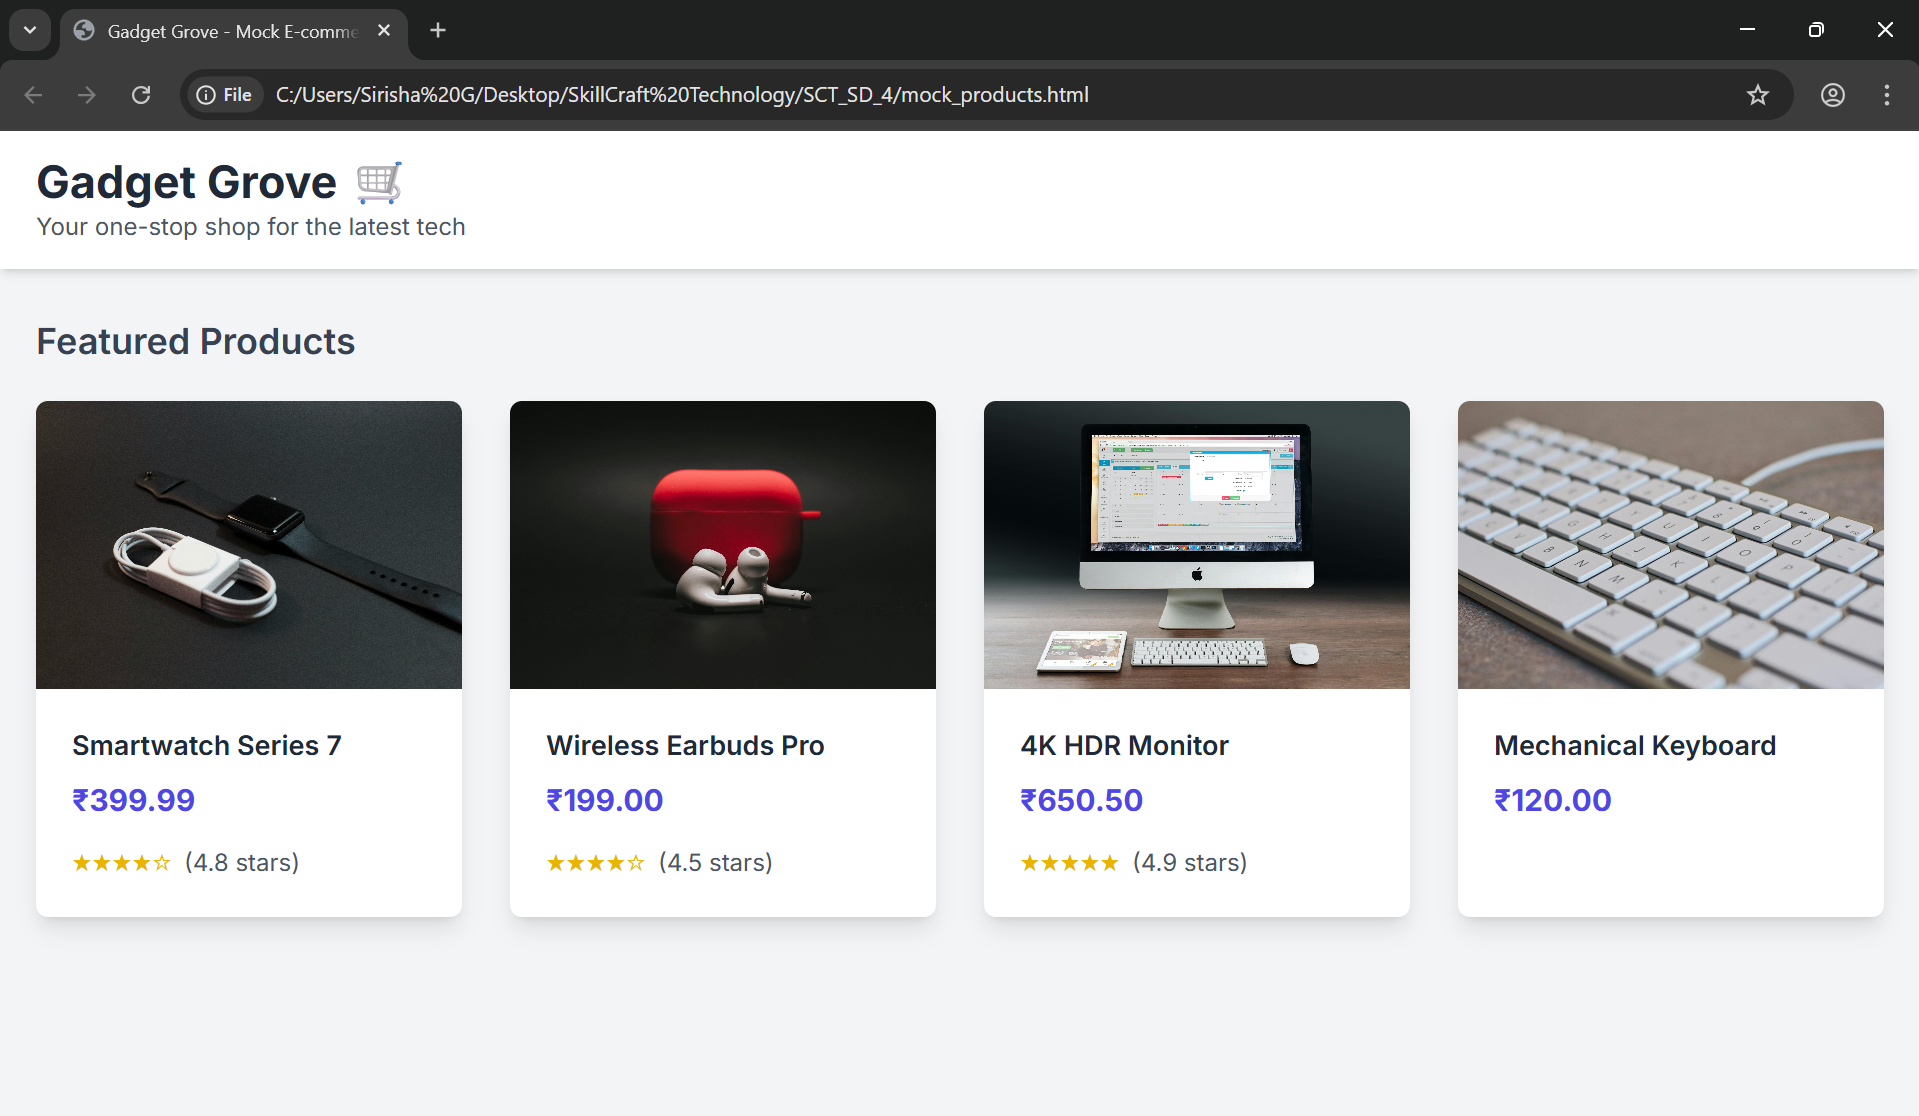 Gadget Grove - Mock E-comme
File
C:/Users/Sirisha%20G/Desktop/SkillCraft%20Technology/SCT_SD_4/mock_products.html
Gadget Grove 🛒
Your one-stop shop for the latest tech
Featured Products
Smartwatch Series 7
₹399.99
★★★★☆ (4.8 stars)
Wireless Earbuds Pro
₹199.00
★★★★☆ (4.5 stars)
4K HDR Monitor
₹650.50
★★★★★ (4.9 stars)
Mechanical Keyboard
₹120.00